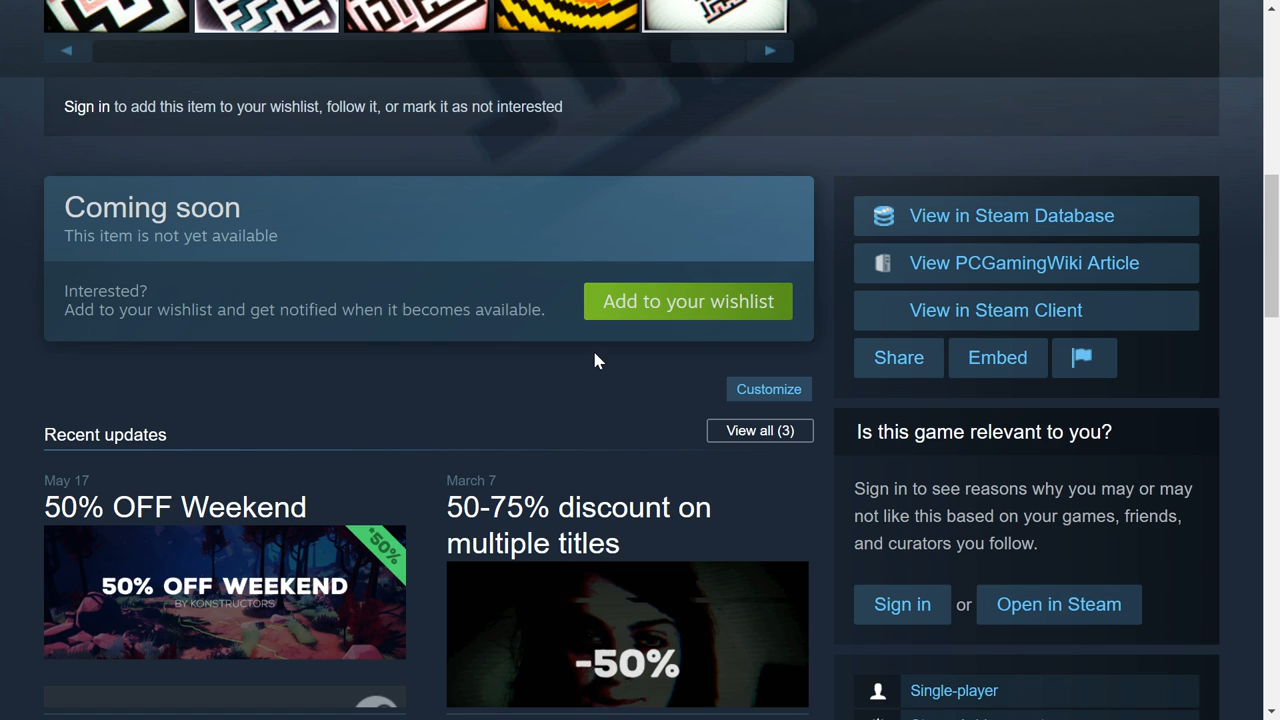 Sign in to add this item to your wishlist, follow it, or mark it as not interested
Coming soon
This item is not yet available
Interested?
Add to your wishlist and get notified when it becomes available.
Add to your wishlist
Customize
Recent updates
View all (3)
May 17
50% OFF Weekend
50% OFF WEEKEND
BY KONSTRUCTORS
March 7
50-75% discount on
multiple titles
-50%
View in Steam Database
View PCGamingWiki Article
View in Steam Client
Share
Embed
Is this game relevant to you?
Sign in to see reasons why you may or may
not like this based on your games, friends,
and curators you follow.
Sign in or Open in Steam
Single-player